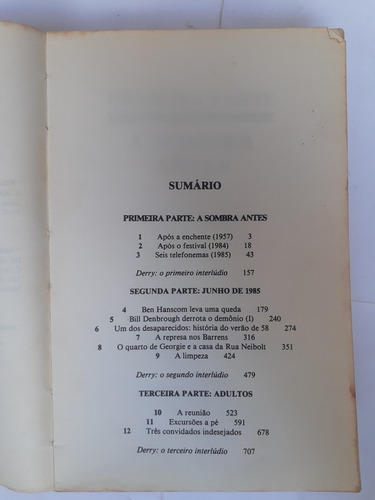 SUMÁRIO
PRIMEIRA PARTE: A SOMBRA ANTES
1 Após a enchente (1957) 3
2 Após o festival (1984) 18
3 Seis telefonemas (1985) 43
Derry: o primeiro interlúdio 157
SEGUNDA PARTE: JUNHO DE 1985
4 Ben Hanscom leva uma queda 179
5 Bill Denbrough derrota o demônio (I) 240
6 Um dos desaparecidos: história do verão de 58 274
7 A represa nos Barrens 316
8 O quarto de Georgie e a casa da Rua Neibolt 351
9 A limpeza 424
Derry: o segundo interlúdio 479
TERCEIRA PARTE: ADULTOS
10 A reunião 523
11 Excursões a pé 591
12 Três convidados indesejados 678
Derry: o terceiro interlúdio 707